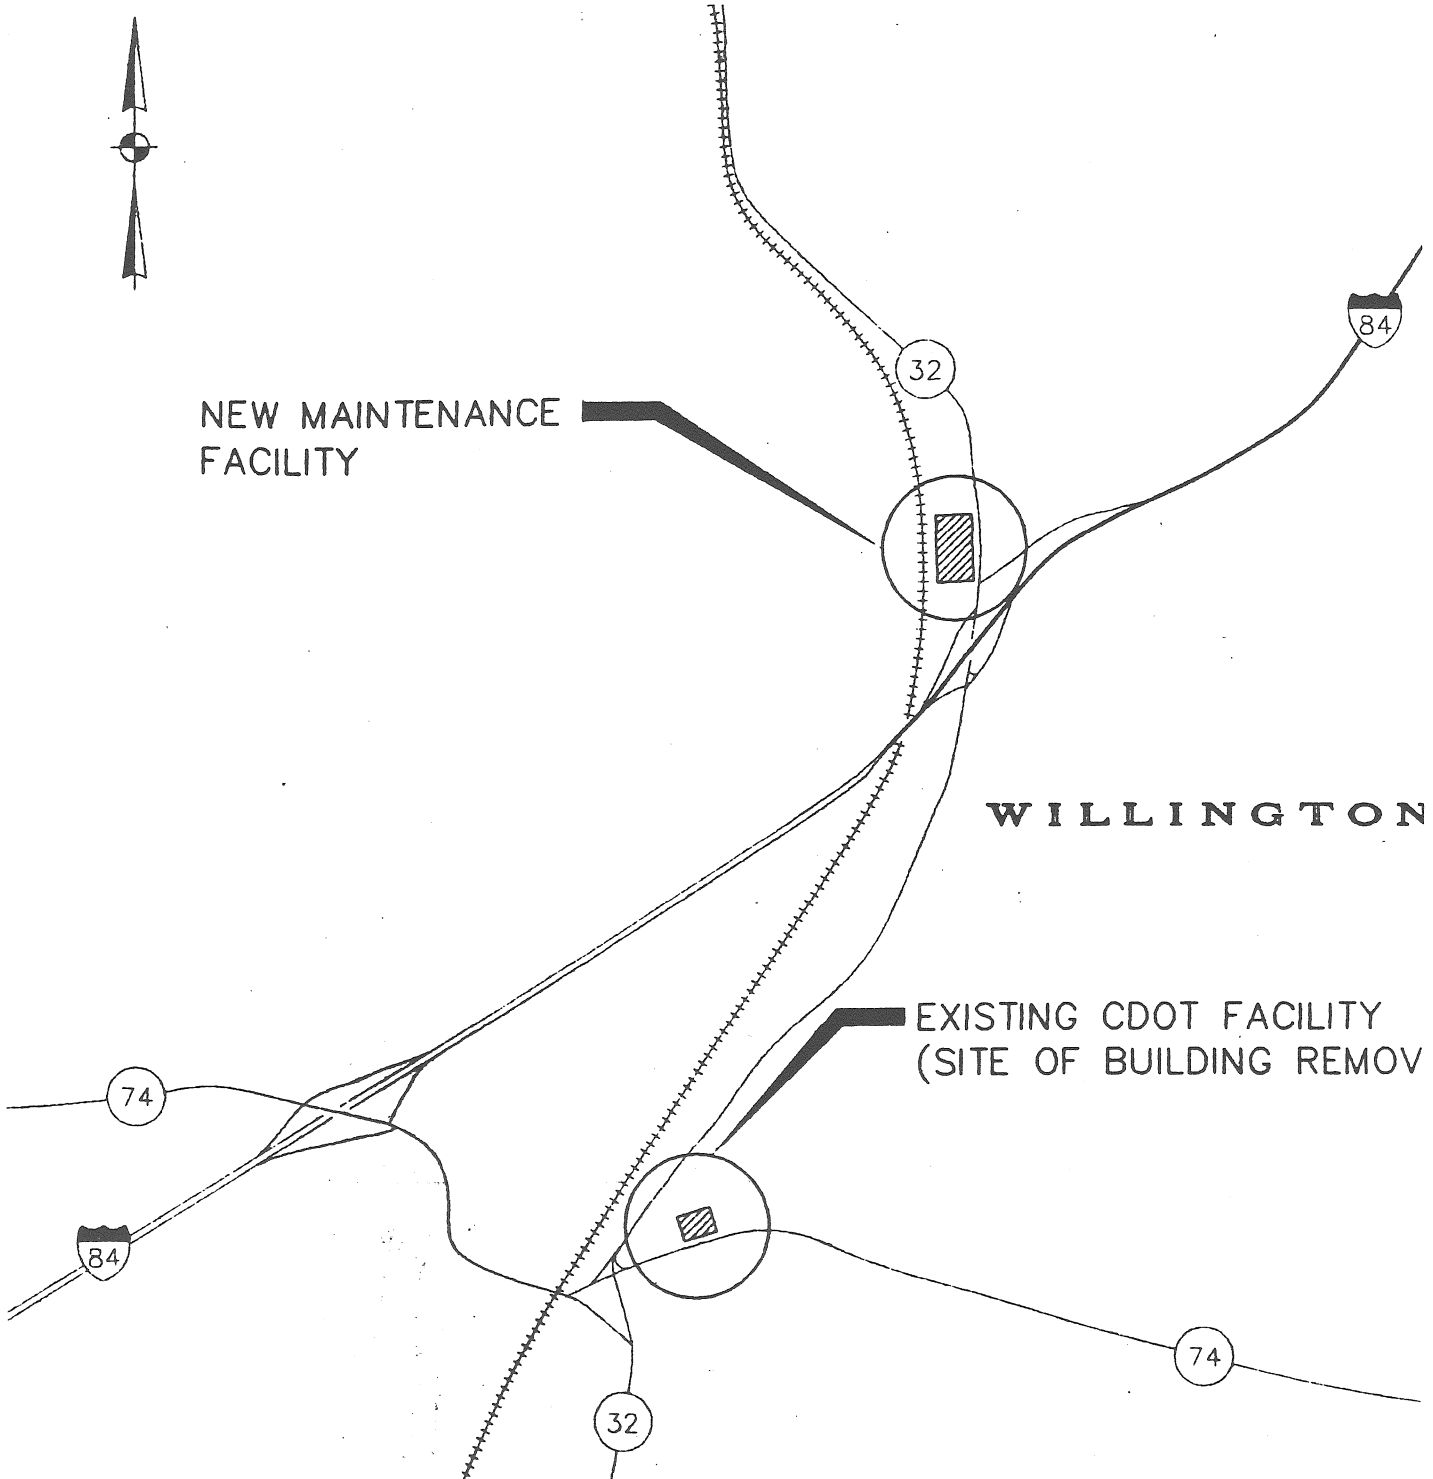 84
32
NEW MAINTENANCE
FACILITY
WILLINGTON
EXISTING CDOT FACILITY
(SITE OF BUILDING REMOV
74
84
74
32